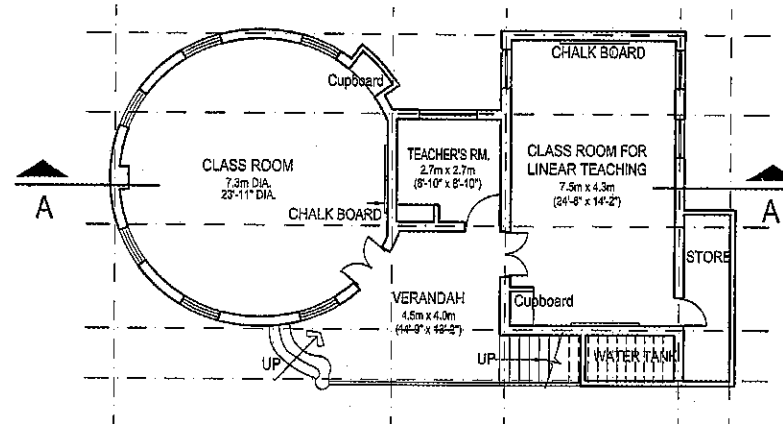 CHALK BOARD
Cupboard
CLASS ROOM
7.3m DIA.
23'-11" DIA.
TEACHER'S RM.
2.7m x 2.7m
(8'-10" x 8'-10")
CLASS ROOM FOR
LINEAR TEACHING
7.5m x 4.3m
(24'-8" x 14'-2")
A
A
CHALK BOARD
STORE
VERANDAH
4.5m x 4.0m
Cupboard
UP
UP
WATER TANK